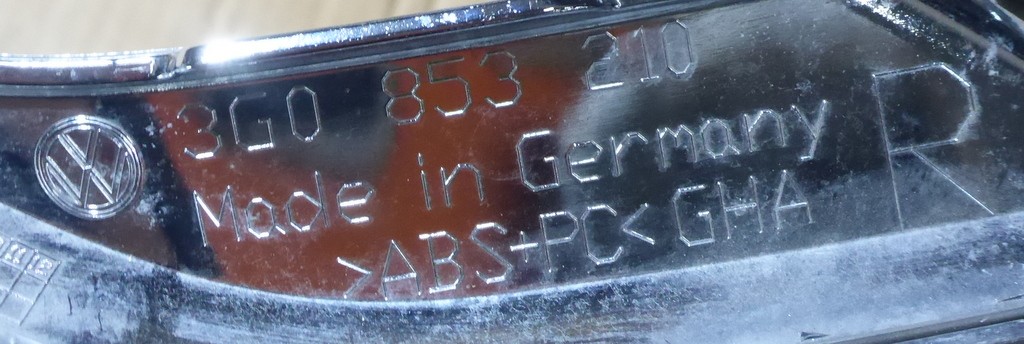 3G0 853 210
Made in Germany
>ABS+PC< GHA
R